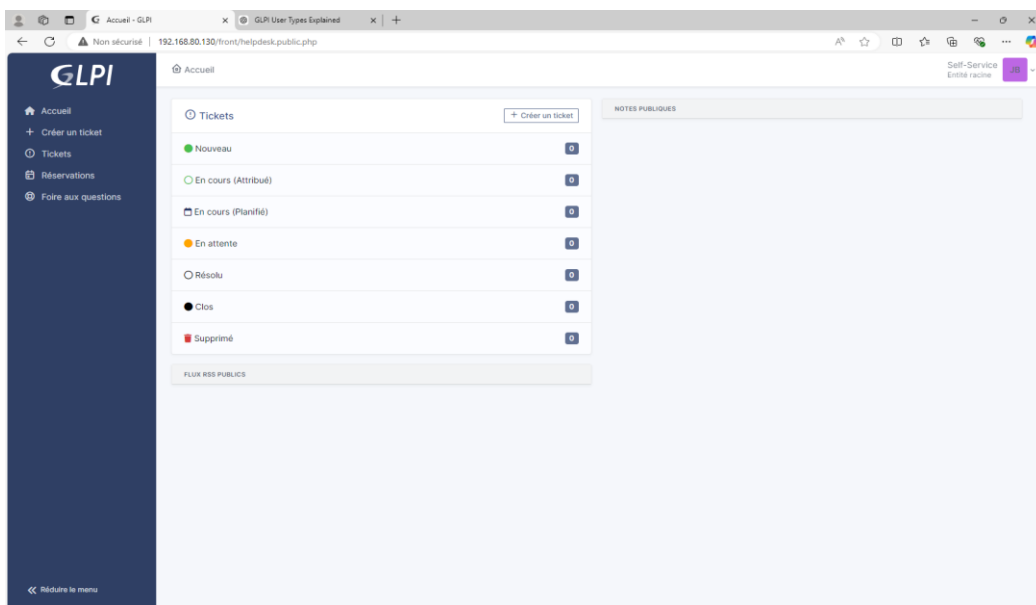 Accueil - GLPI
GLPI User Types Explained
Non sécurisé
192.168.80.130/front/helpdesk.public.php
GLPI
Accueil
Créer un ticket
Tickets
Réservations
Foire aux questions
Réduire le menu
Accueil
Self-Service
Entité racine
JB
Tickets
+ Créer un ticket
Nouveau 0
En cours (Attribué) 0
En cours (Planifié) 0
En attente 0
Résolu 0
Clos 0
Supprimé 0
FLUX RSS PUBLICS
NOTES PUBLIQUES